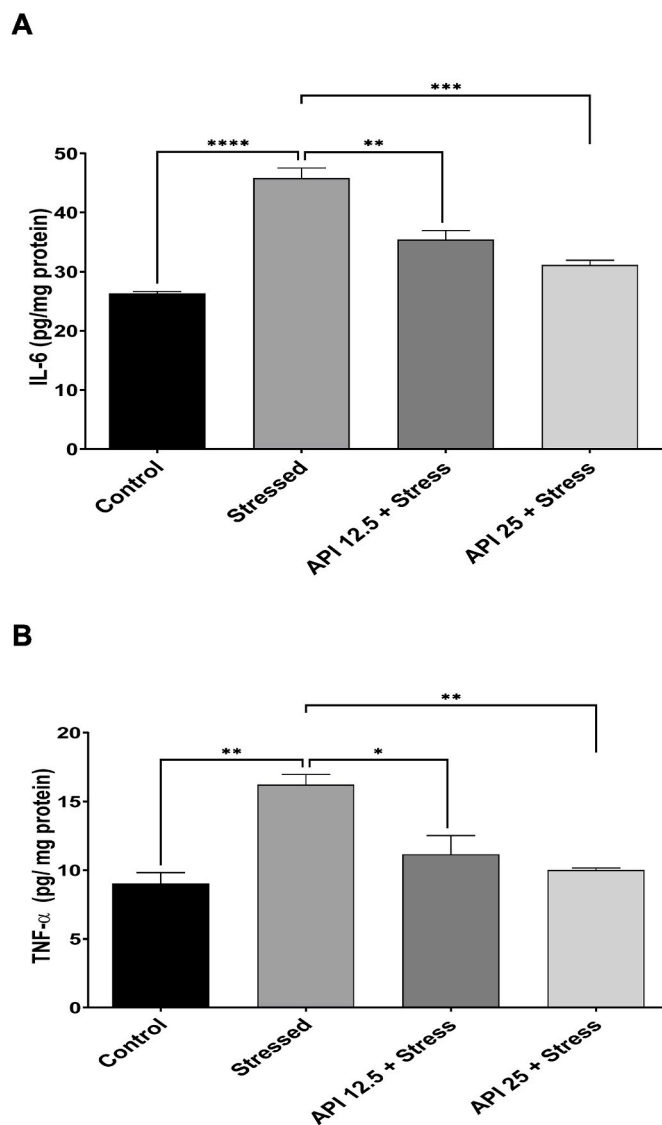 A
***
**** **
50
40
30
20
10
0
IL-6 (pg/mg protein)
Control
Stressed
API 12.5 + Stress
API 25 + Stress
B
**
** *
20
15
10
5
0
TNF-α (pg/ mg protein)
Control
Stressed
API 12.5 + Stress
API 25 + Stress